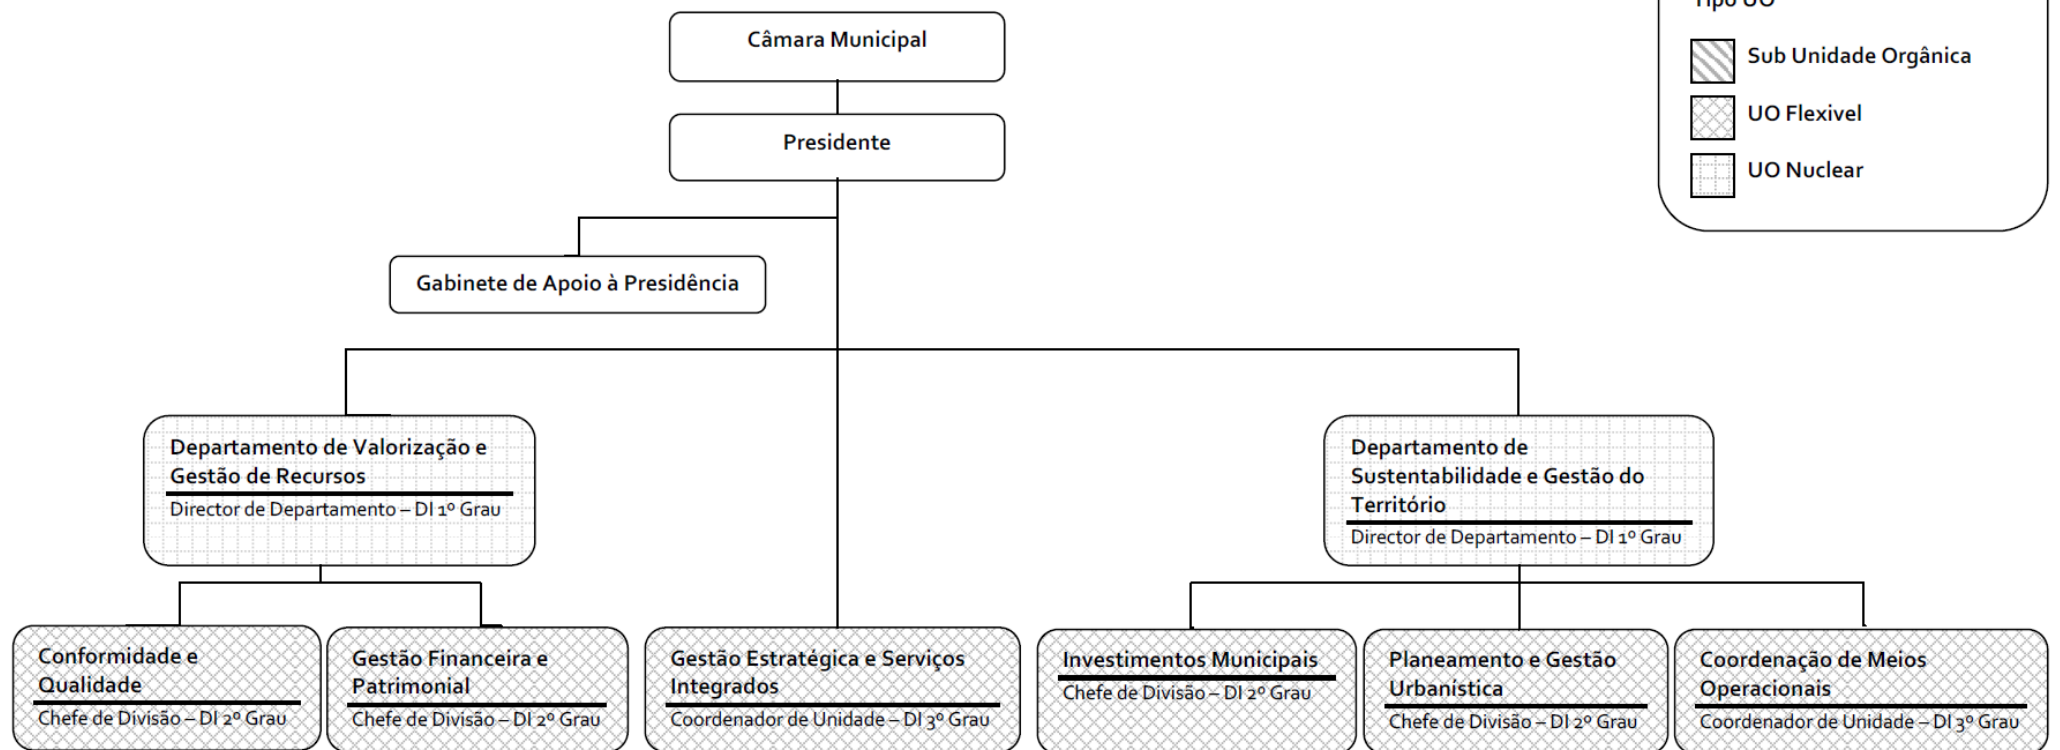 Câmara Municipal
Presidente
Gabinete de Apoio à Presidência
Tipo UO
Sub Unidade Orgânica
UO Flexivel
UO Nuclear
Departamento de Valorização e
Gestão de Recursos
Director de Departamento – DI 1º Grau
Departamento de
Sustentabilidade e Gestão do
Território
Director de Departamento – DI 1º Grau
Conformidade e
Qualidade
Chefe de Divisão – DI 2º Grau
Gestão Financeira e
Patrimonial
Chefe de Divisão – DI 2º Grau
Gestão Estratégica e Serviços
Integrados
Coordenador de Unidade – DI 3º Grau
Investimentos Municipais
Chefe de Divisão – DI 2º Grau
Planeamento e Gestão
Urbanística
Chefe de Divisão – DI 2º Grau
Coordenação de Meios
Operacionais
Coordenador de Unidade – DI 3º Grau